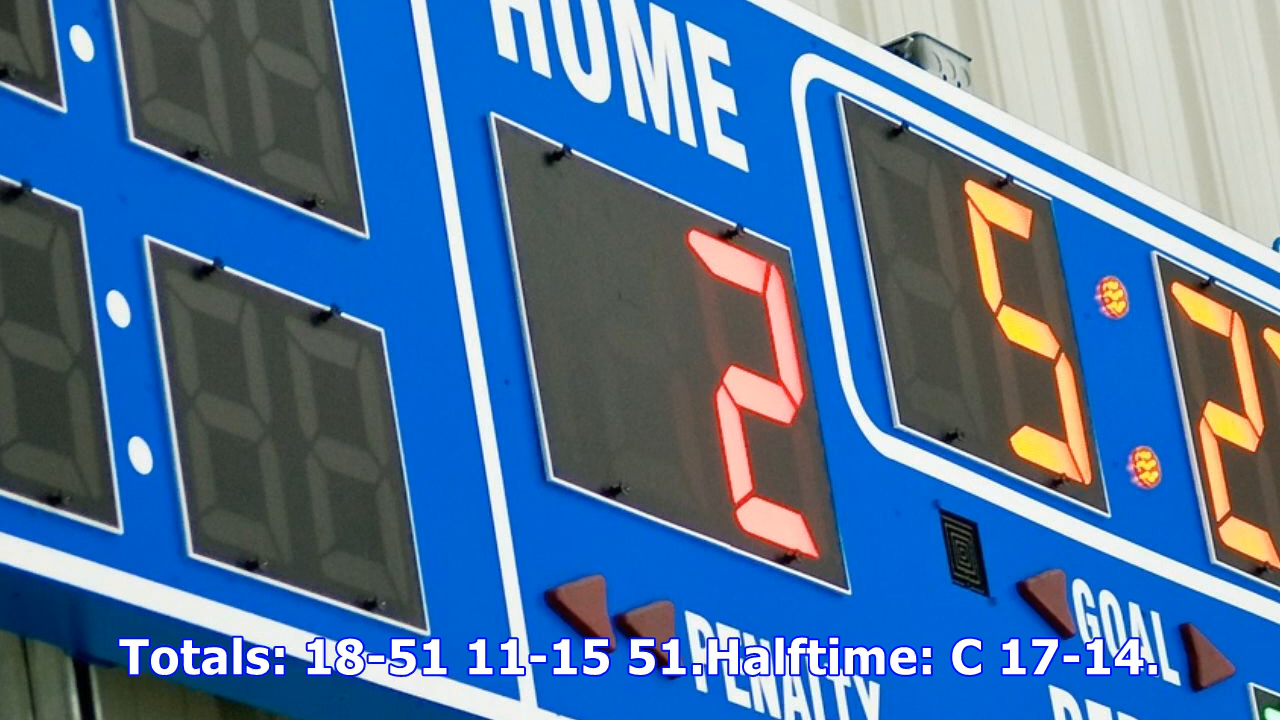 HOME
2
5
2
PENALTY
GOAL
Totals: 18-51 11-15 51.Halftime: C 17-14.